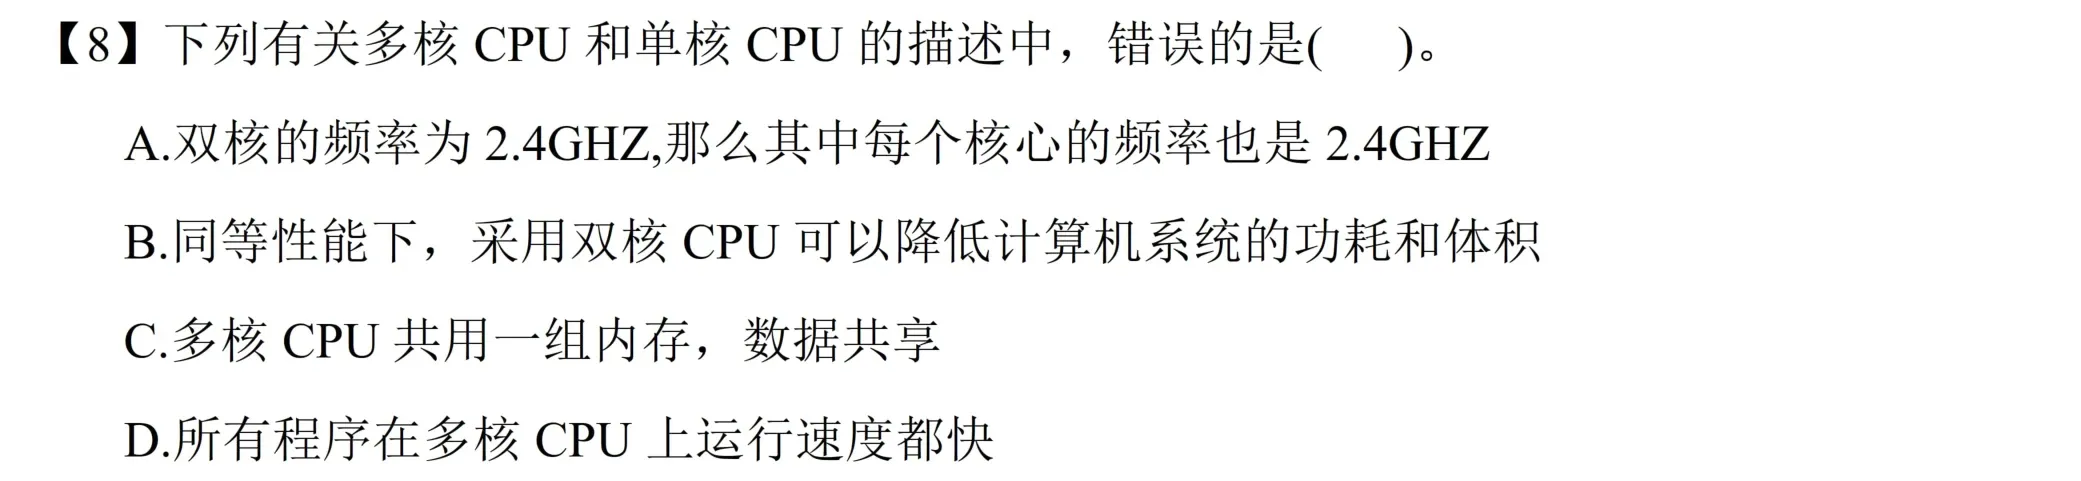 【8】下列有关多核 CPU 和单核 CPU 的描述中，错误的是(    )。
A.双核的频率为 2.4GHZ,那么其中每个核心的频率也是 2.4GHZ
B.同等性能下，采用双核 CPU 可以降低计算机系统的功耗和体积
C.多核 CPU 共用一组内存，数据共享
D.所有程序在多核 CPU 上运行速度都快